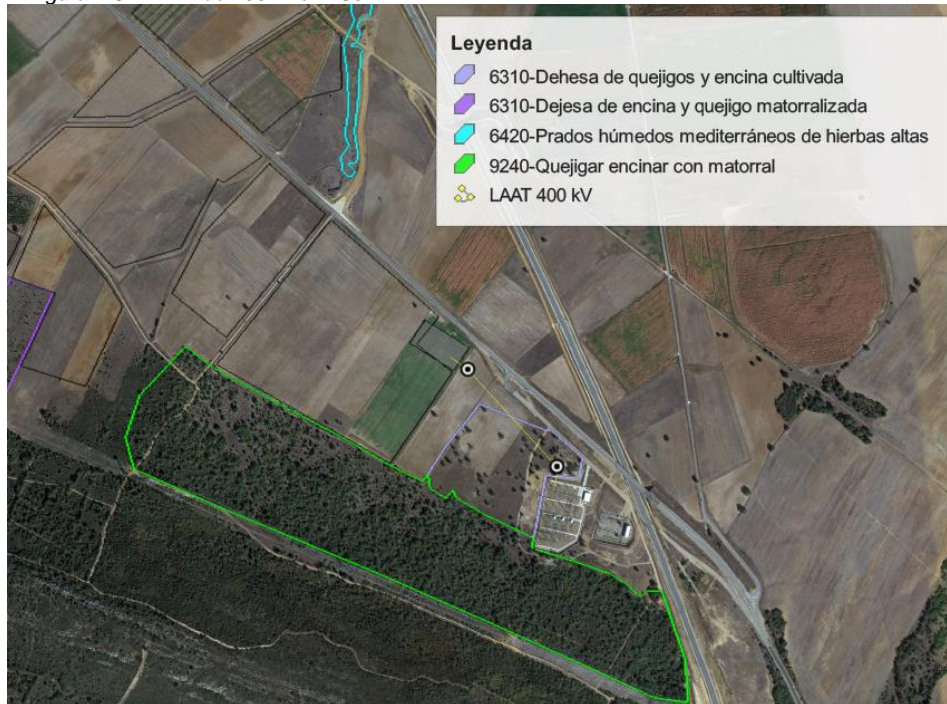 Leyenda
6310-Dehesa de quejigos y encina cultivada
6310-Dejesa de encina y quejigo matorralizada
6420-Prados húmedos mediterráneos de hierbas altas
9240-Quejigar encinar con matorral
LAAT 400 kV